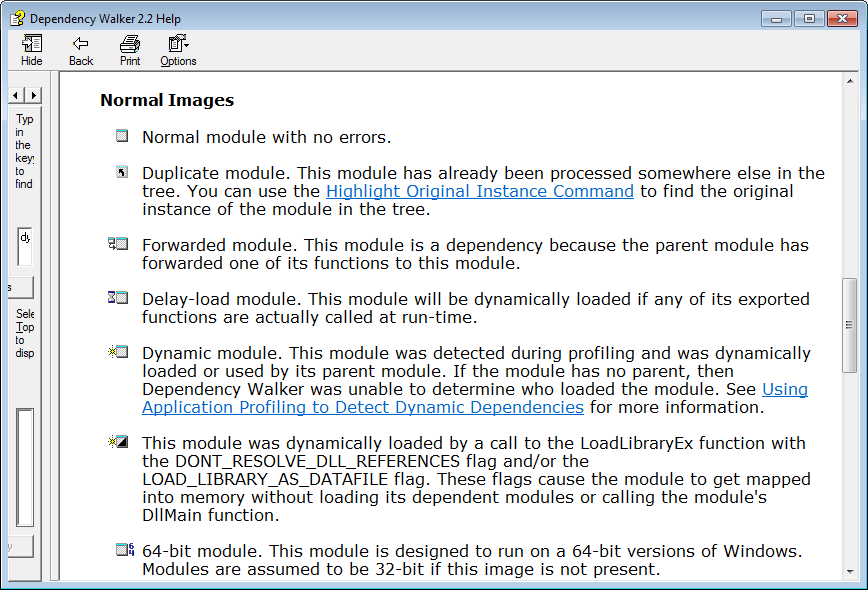 Dependency Walker 2.2 Help
Hide Back Print Options
Typ
in
the
key
to
find
dy
s
Sele
Top
to
disp
y
Normal Images
Normal module with no errors.
Duplicate module. This module has already been processed somewhere else in the
tree. You can use the Highlight Original Instance Command to find the original
instance of the module in the tree.
Forwarded module. This module is a dependency because the parent module has
forwarded one of its functions to this module.
Delay-load module. This module will be dynamically loaded if any of its exported
functions are actually called at run-time.
Dynamic module. This module was detected during profiling and was dynamically
loaded or used by its parent module. If the module has no parent, then
Dependency Walker was unable to determine who loaded the module. See Using
Application Profiling to Detect Dynamic Dependencies for more information.
This module was dynamically loaded by a call to the LoadLibraryEx function with
the DONT_RESOLVE_DLL_REFERENCES flag and/or the
LOAD_LIBRARY_AS_DATAFILE flag. These flags cause the module to get mapped
into memory without loading its dependent modules or calling the module's
DllMain function.
64 64-bit module. This module is designed to run on a 64-bit versions of Windows.
Modules are assumed to be 32-bit if this image is not present.